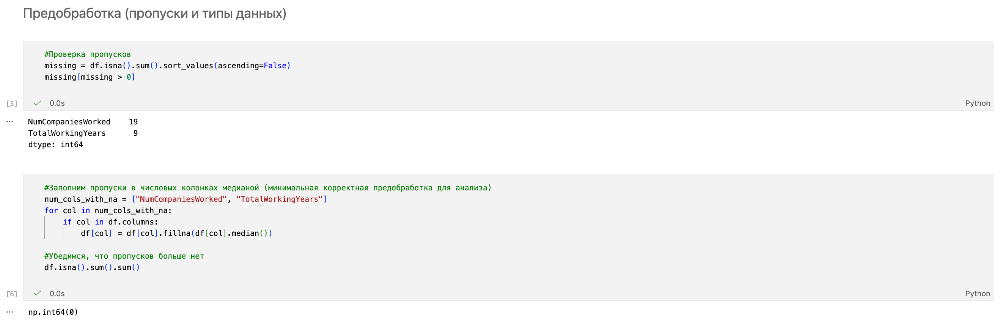 Предобработка (пропуски и типы данных)
#Проверка пропусков
missing = df.isna().sum().sort_values(ascending=False)
missing[missing > 0]
[5] 0.0s Python
... NumCompaniesWorked    19
TotalWorkingYears      9
dtype: int64
#Заполним пропуски в числовых колонках медианой (минимальная корректная предобработка для анализа)
num_cols_with_na = ["NumCompaniesWorked", "TotalWorkingYears"]
for col in num_cols_with_na:
    if col in df.columns:
        df[col] = df[col].fillna(df[col].median())
#Убедимся, что пропусков больше нет
df.isna().sum().sum()
[6] 0.0s Python
... np.int64(0)